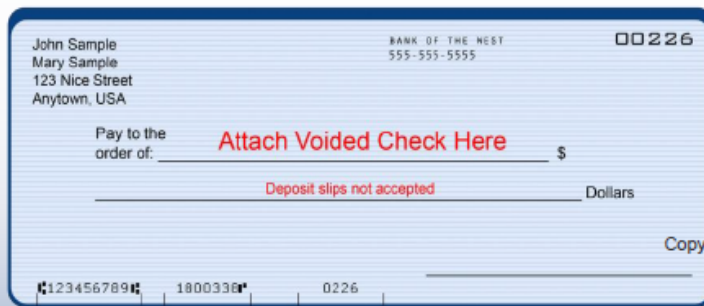 John Sample
Mary Sample
123 Nice Street
Anytown, USA
BANK OF THE NEST
555-555-5555
00226
Pay to the
order of: Attach Voided Check Here $
Deposit slips not accepted Dollars
Copy
⑆123456789⑆ 1800338⑈ 0226